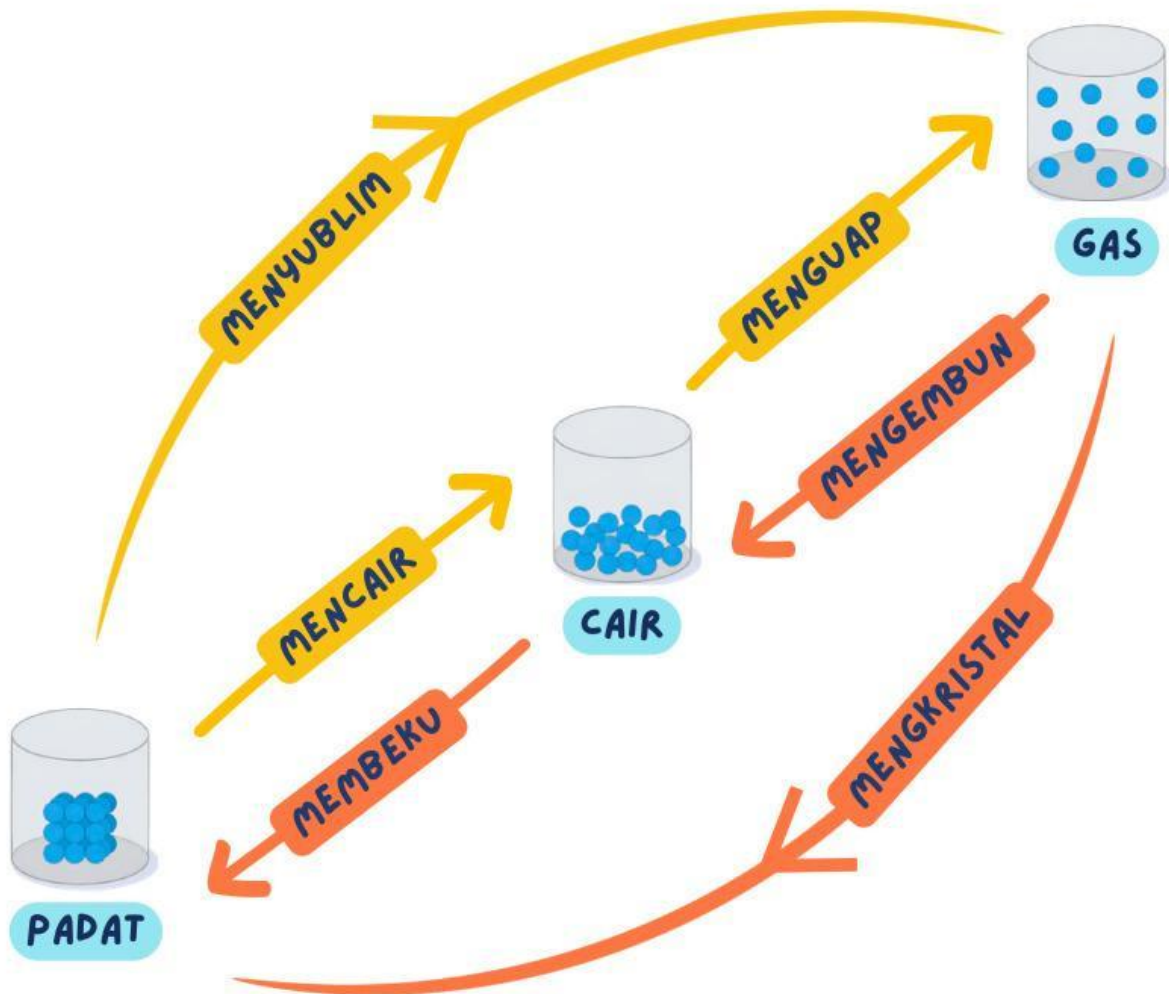 MENYUBLIM
MENGUAP
GAS
MENGEMBUN
MENCAIR
CAIR
MENGKRISTAL
MEMBEKU
PADAT